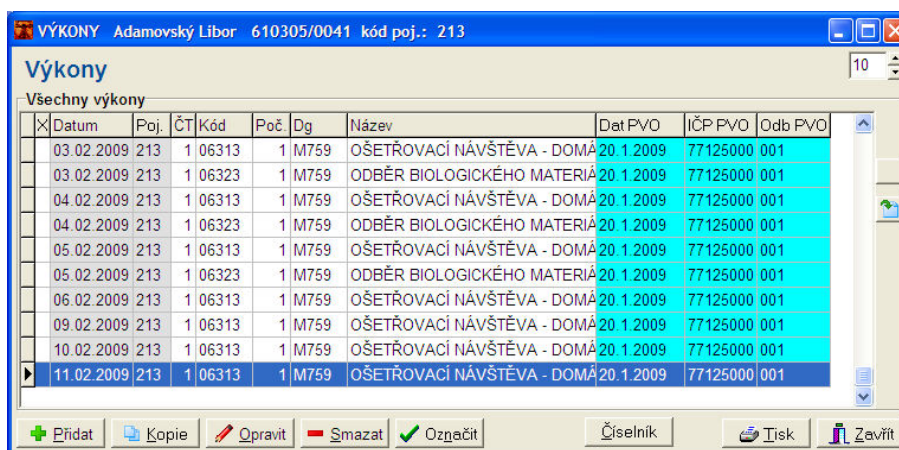 VÝKONY Adamovský Libor 610305/0041 kód poj.: 213
Výkony
10
Všechny výkony
X Datum Poj. ČT Kód Poč. Dg Název Dat PVO IČP PVO Odb PVO
03.02.2009 213 1 06313 1 M759 OŠETŘOVACÍ NÁVŠTĚVA - DOMÁ 20.1.2009 77125000 001
03.02.2009 213 1 06323 1 M759 ODBĚR BIOLOGICKÉHO MATERIÁ 20.1.2009 77125000 001
04.02.2009 213 1 06313 1 M759 OŠETŘOVACÍ NÁVŠTĚVA - DOMÁ 20.1.2009 77125000 001
04.02.2009 213 1 06323 1 M759 ODBĚR BIOLOGICKÉHO MATERIÁ 20.1.2009 77125000 001
05.02.2009 213 1 06313 1 M759 OŠETŘOVACÍ NÁVŠTĚVA - DOMÁ 20.1.2009 77125000 001
05.02.2009 213 1 06323 1 M759 ODBĚR BIOLOGICKÉHO MATERIÁ 20.1.2009 77125000 001
06.02.2009 213 1 06313 1 M759 OŠETŘOVACÍ NÁVŠTĚVA - DOMÁ 20.1.2009 77125000 001
09.02.2009 213 1 06313 1 M759 OŠETŘOVACÍ NÁVŠTĚVA - DOMÁ 20.1.2009 77125000 001
10.02.2009 213 1 06313 1 M759 OŠETŘOVACÍ NÁVŠTĚVA - DOMÁ 20.1.2009 77125000 001
11.02.2009 213 1 06313 1 M759 OŠETŘOVACÍ NÁVŠTĚVA - DOMÁ 20.1.2009 77125000 001
Přidat Kopie Opravit Smazat Označit Číselník Tisk Zavřít